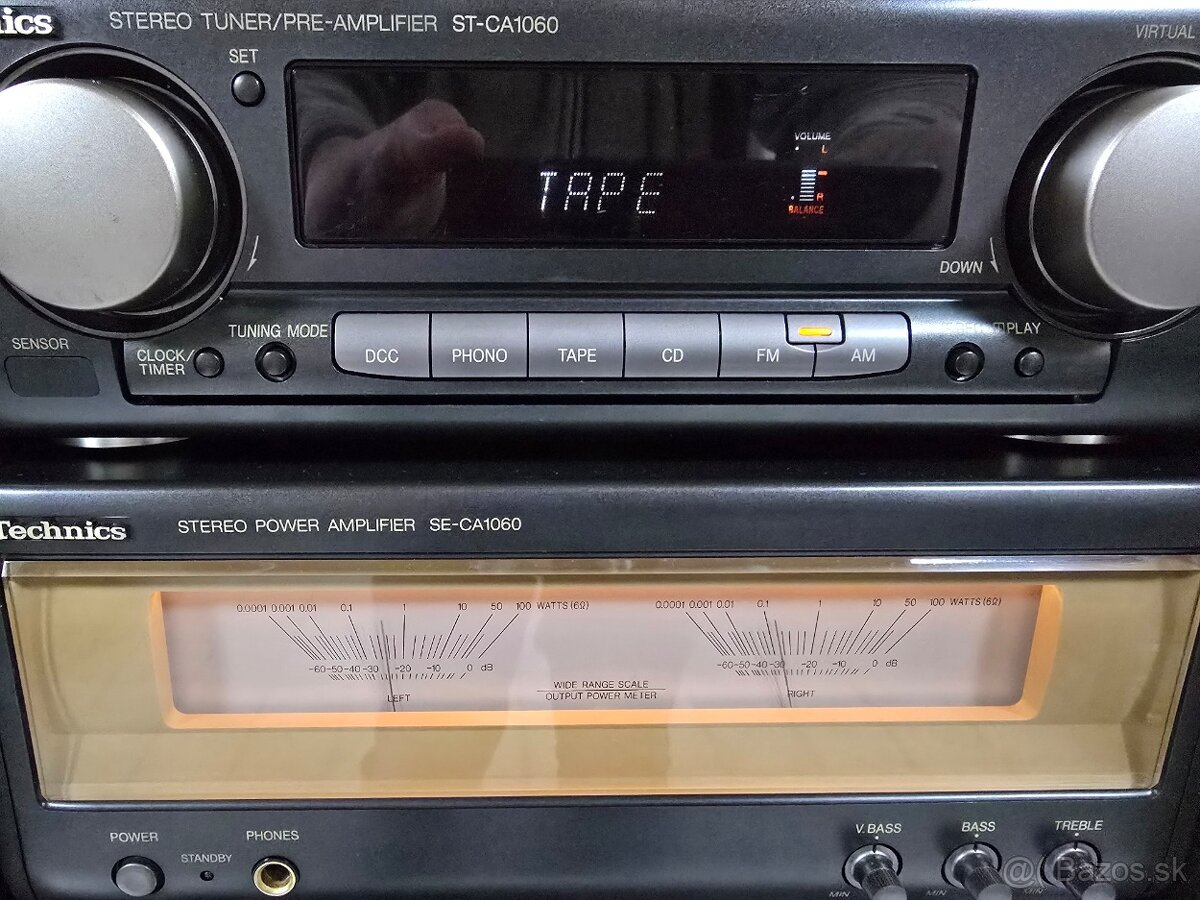 STEREO TUNER/PRE-AMPLIFIER ST-CA1060
VIRTUAL
SET
VOLUME
L
TAPE
R
BALANCE
DOWN
TUNING MODE
SENSOR
CLOCK/
TIMER
DCC
PHONO
TAPE
CD
FM
AM
Technics
STEREO POWER AMPLIFIER SE-CA1060
0.0001 0.001 0.01 0.1 1 10 50 100 WATTS (6Ω)
0.0001 0.001 0.01 0.1 1 10 50 100 WATTS (6Ω)
-60-50-40-30 -20 -10 0 dB
-60-50-40-30 -20 -10 0 dB
LEFT
WIDE RANGE SCALE
OUTPUT POWER METER
RIGHT
POWER
STANDBY
PHONES
V.BASS
BASS
TREBLE
MIN
MIN
MIN
@Bazos.sk